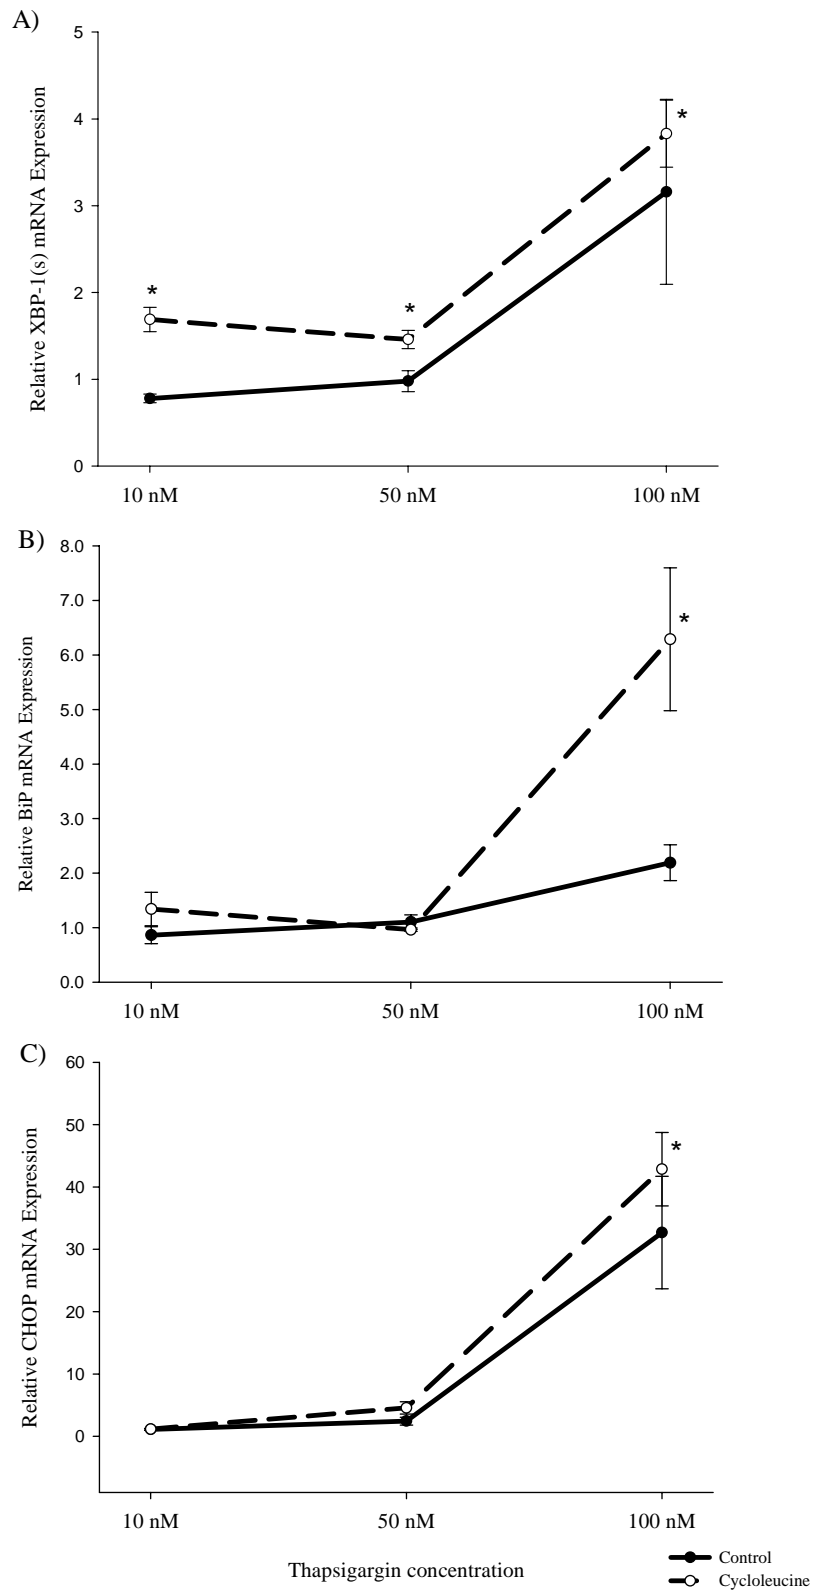 A)
Relative XBP-1(s) mRNA Expression
5
4
3
2
1
0
*
*
*
10 nM 50 nM 100 nM
B)
Relative BiP mRNA Expression
8.0
7.0
6.0
5.0
4.0
3.0
2.0
1.0
0.0
*
10 nM 50 nM 100 nM
C)
Relative CHOP mRNA Expression
60
50
40
30
20
10
0
*
10 nM 50 nM 100 nM
Thapsigargin concentration
Control
Cycloleucine